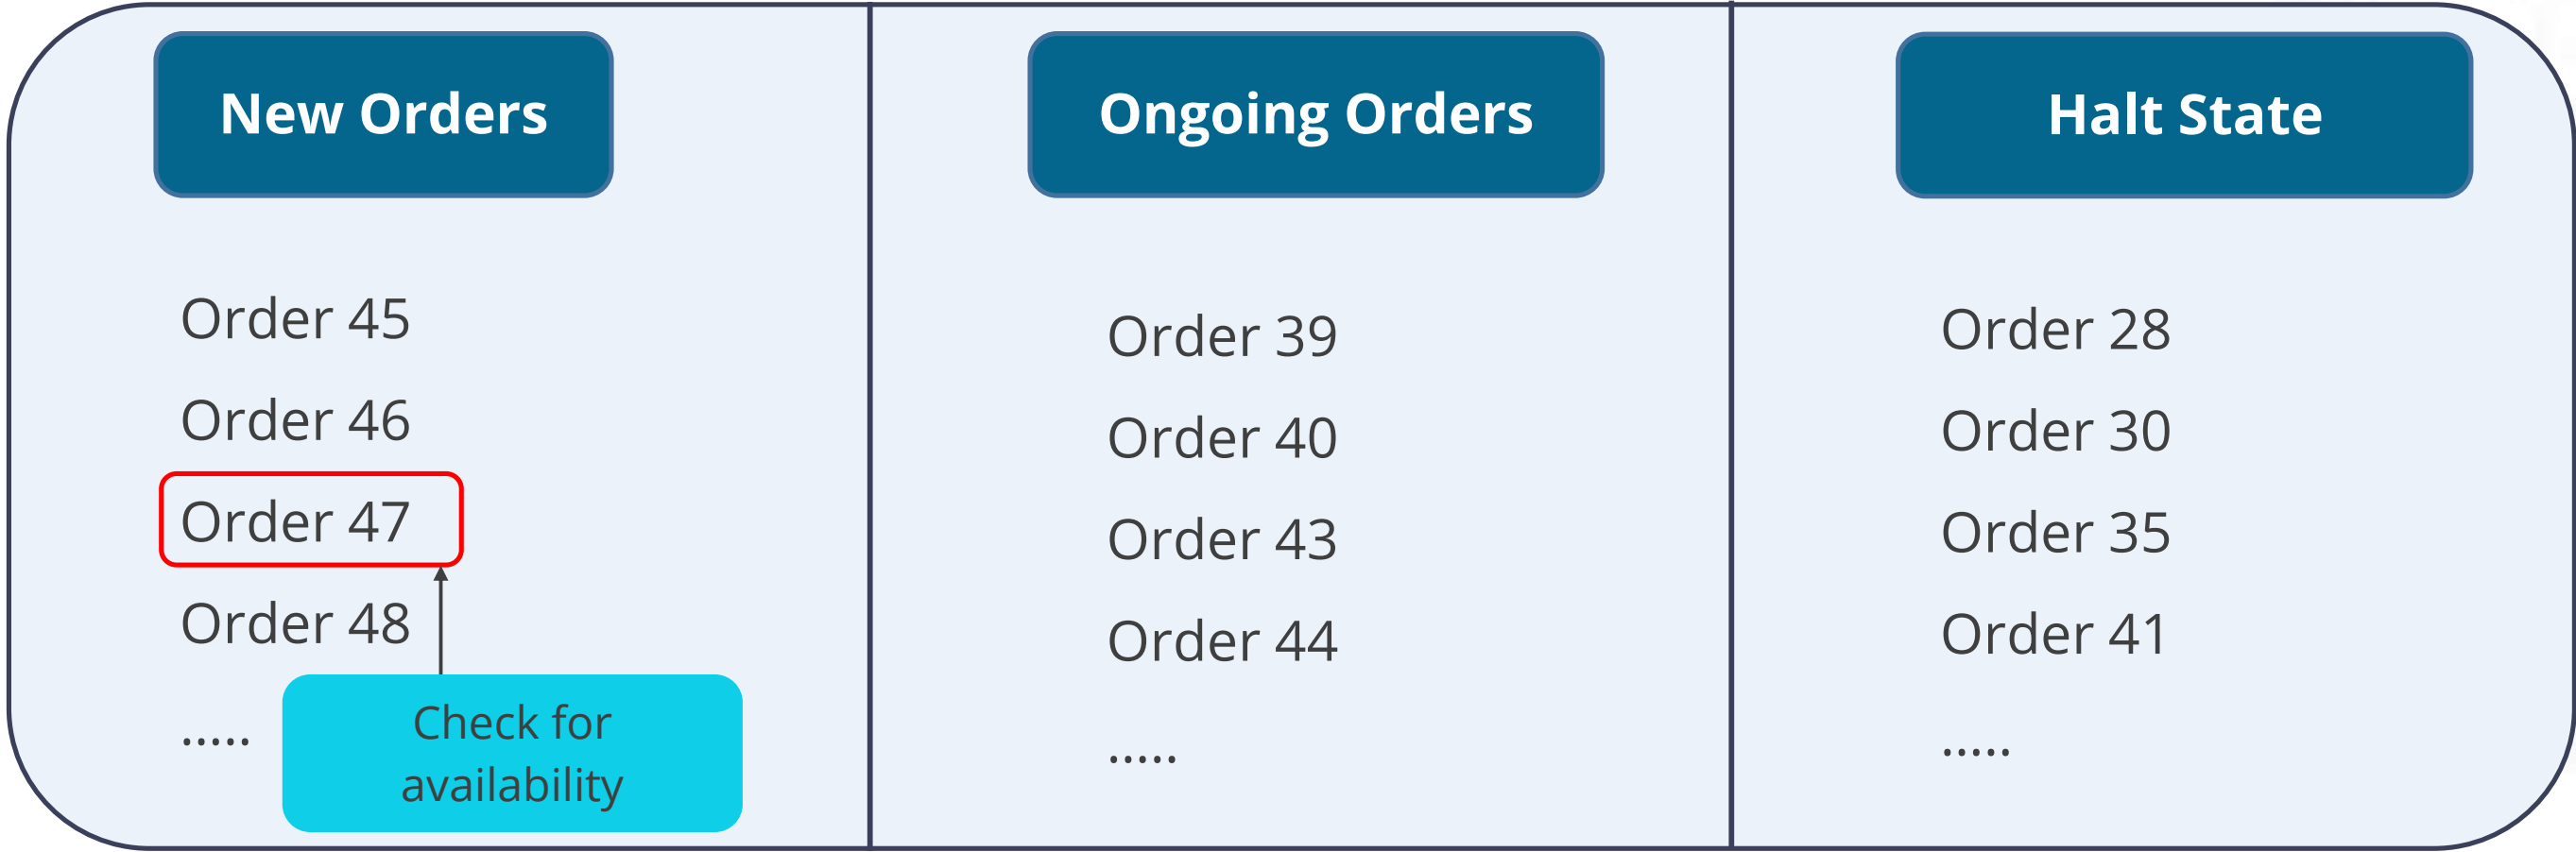 New Orders
Order 45
Order 46
Order 47
Order 48
.....
Check for
availability
Ongoing Orders
Order 39
Order 40
Order 43
Order 44
.....
Halt State
Order 28
Order 30
Order 35
Order 41
.....